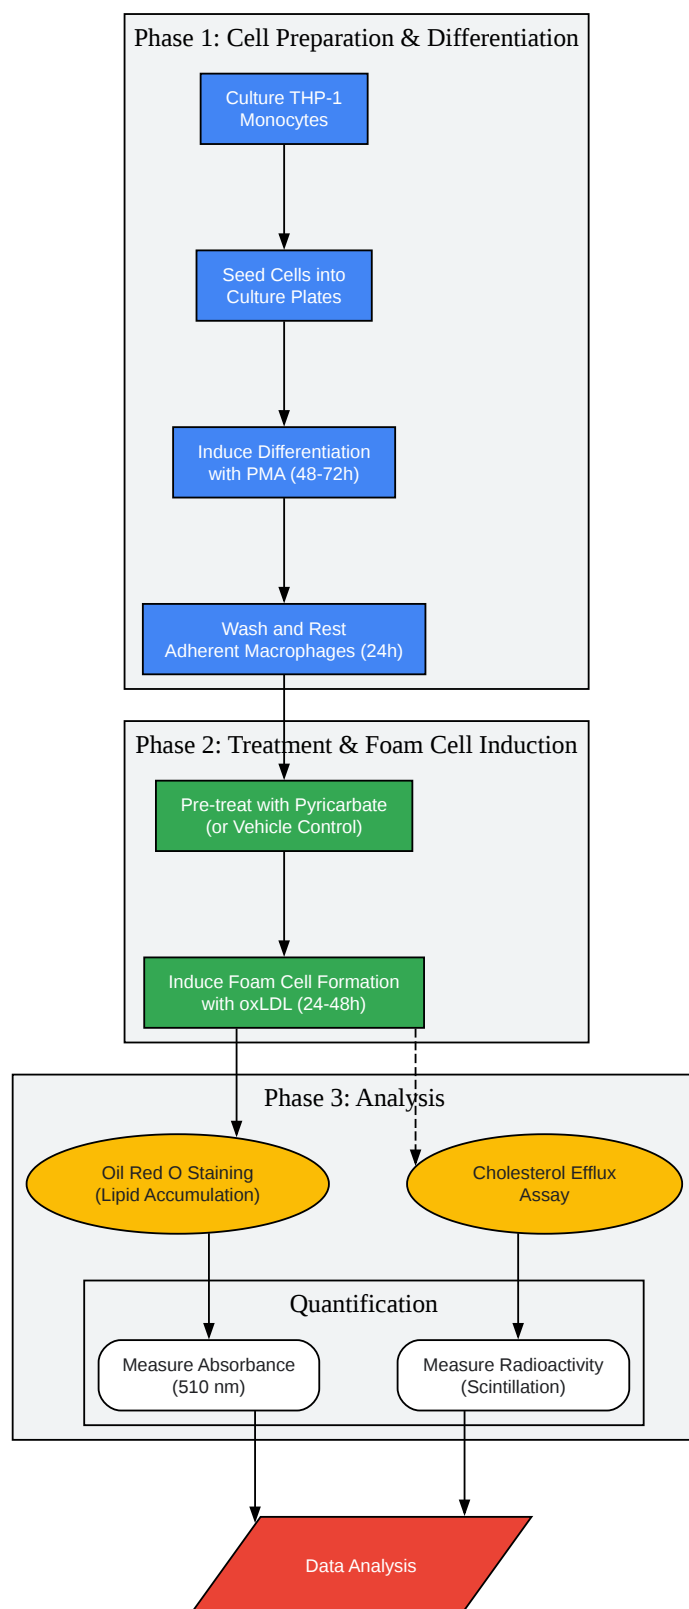 Phase 1: Cell Preparation & Differentiation
Culture THP-1
Monocytes
Seed Cells into
Culture Plates
Induce Differentiation
with PMA (48-72h)
Wash and Rest
Adherent Macrophages (24h)
Phase 2: Treatment & Foam Cell Induction
Pre-treat with Pyricarbate
(or Vehicle Control)
Induce Foam Cell Formation
with oxLDL (24-48h)
Phase 3: Analysis
Oil Red O Staining
(Lipid Accumulation)
Cholesterol Efflux
Assay
Quantification
Measure Absorbance
(510 nm)
Measure Radioactivity
(Scintillation)
Data Analysis